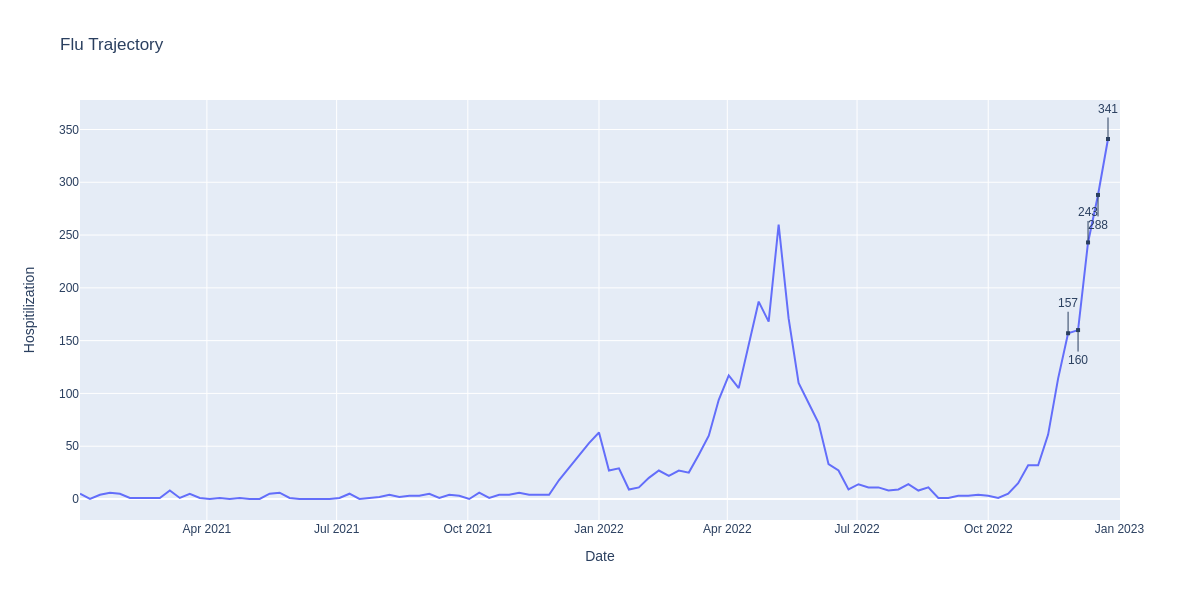 Flu Trajectory
341
350
300
250
243
288
200
157
150
160
100
50
0
Hospitilization
Apr 2021
Jul 2021
Oct 2021
Jan 2022
Apr 2022
Jul 2022
Oct 2022
Jan 2023
Date